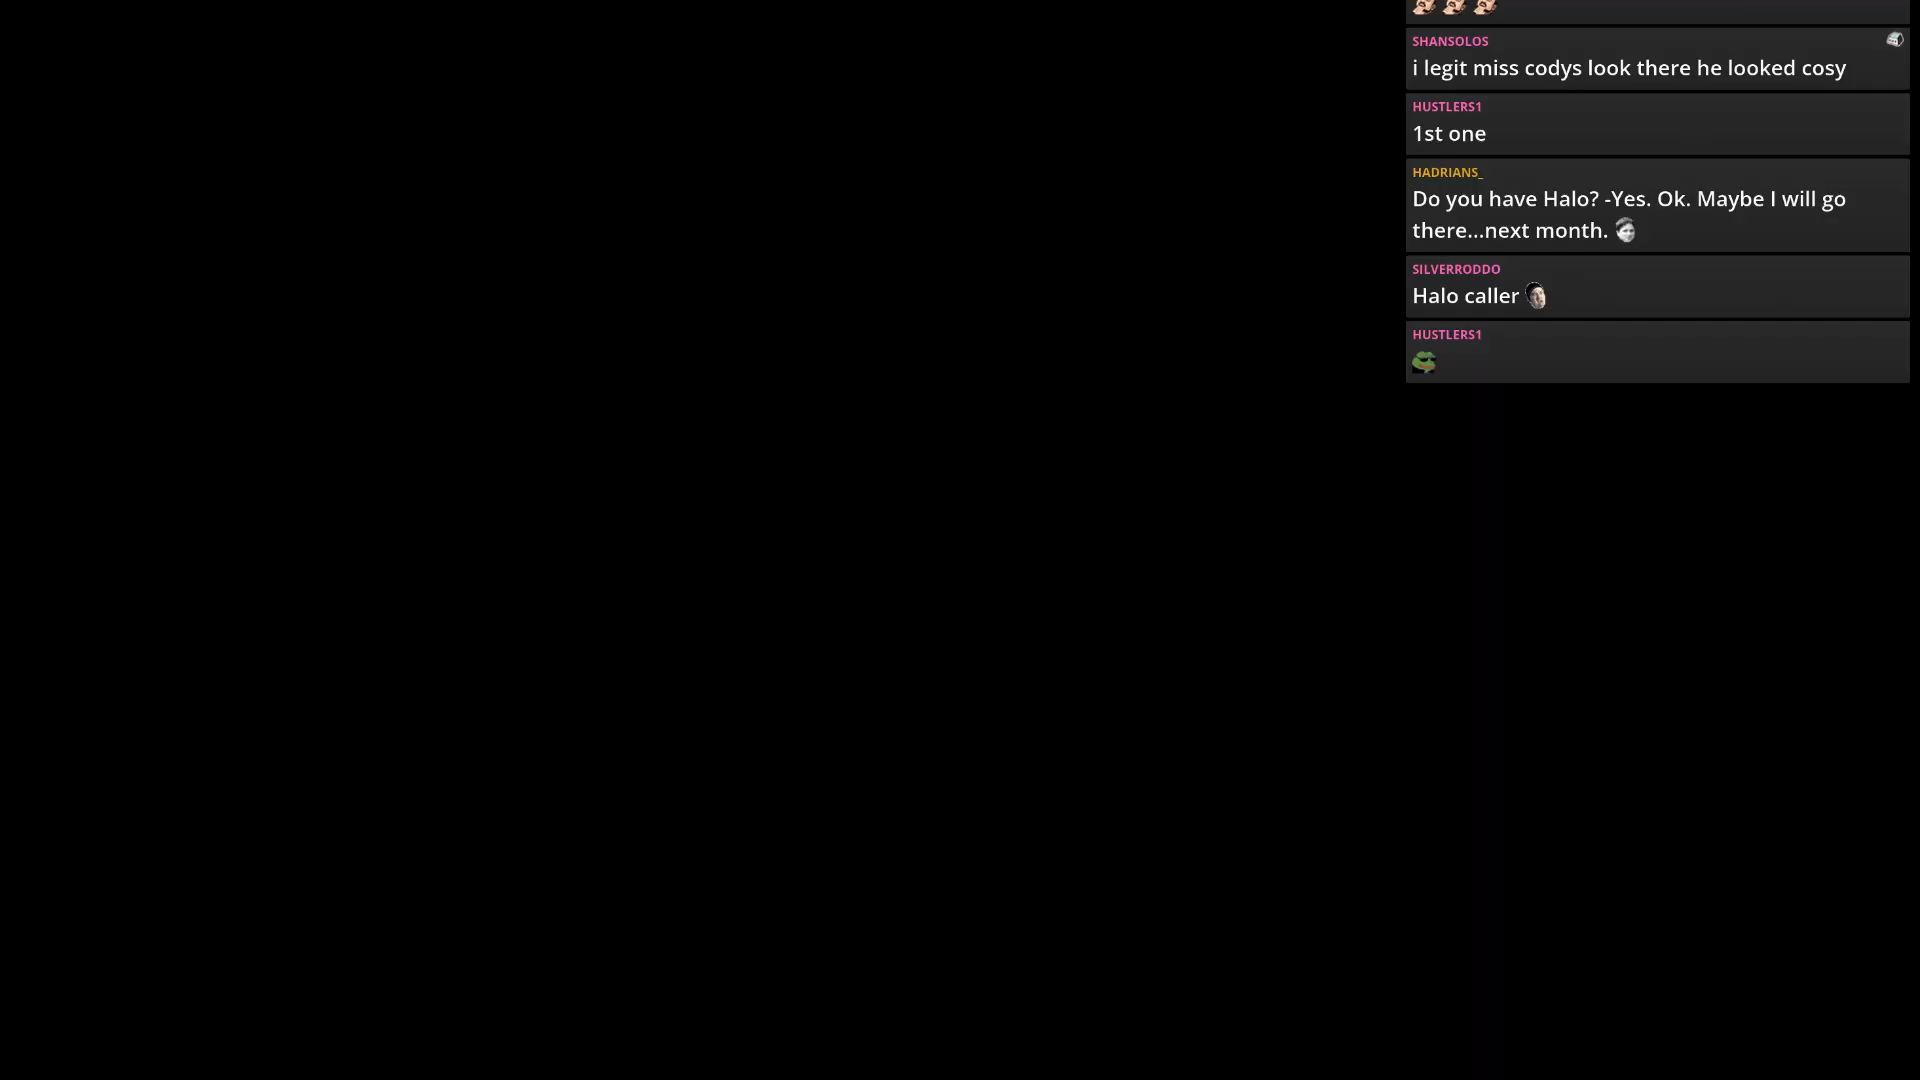 SHANSOLOS
i legit miss codys look there he looked cosy
HUSTLERS1
1st one
HADRIANS_
Do you have Halo? -Yes. Ok. Maybe I will go
there...next month.
SILVERRODDO
Halo caller
HUSTLERS1